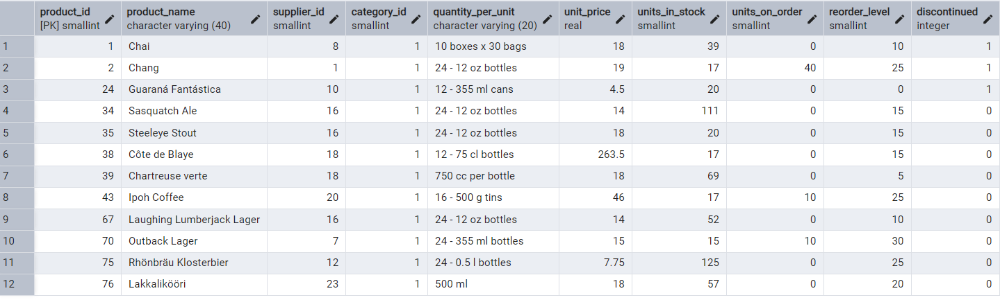 product_id product_name supplier_id category_id quantity_per_unit unit_price units_in_stock units_on_order reorder_level discontinued
[PK] smallint character varying (40) smallint smallint character varying (20) real smallint smallint smallint integer
1 1 Chai 8 1 10 boxes x 30 bags 18 39 0 10 1
2 2 Chang 1 1 24 - 12 oz bottles 19 17 40 25 1
3 24 Guaraná Fantástica 10 1 12 - 355 ml cans 4.5 20 0 0 1
4 34 Sasquatch Ale 16 1 24 - 12 oz bottles 14 111 0 15 0
5 35 Steeleye Stout 16 1 24 - 12 oz bottles 18 20 0 15 0
6 38 Côte de Blaye 18 1 12 - 75 cl bottles 263.5 17 0 15 0
7 39 Chartreuse verte 18 1 750 cc per bottle 18 69 0 5 0
8 43 Ipoh Coffee 20 1 16 - 500 g tins 46 17 10 25 0
9 67 Laughing Lumberjack Lager 16 1 24 - 12 oz bottles 14 52 0 10 0
10 70 Outback Lager 7 1 24 - 355 ml bottles 15 15 10 30 0
11 75 Rhönbräu Klosterbier 12 1 24 - 0.5 l bottles 7.75 125 0 25 0
12 76 Lakkalikööri 23 1 500 ml 18 57 0 20 0